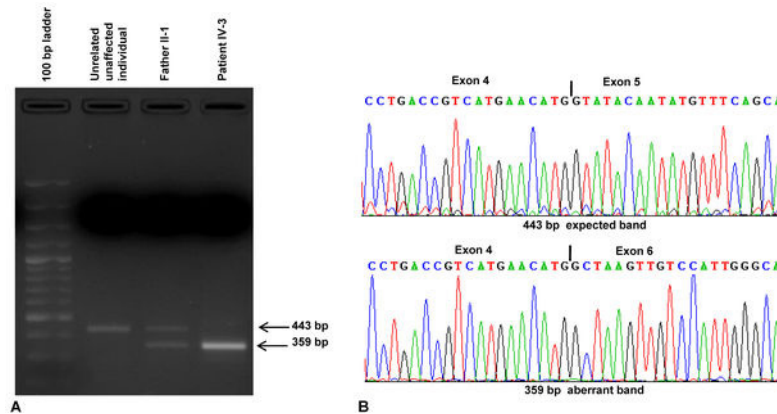 A
100 bp ladder
Unrelated
unaffected
individual
Father II-1
Patient IV-3
443 bp
359 bp
B
Exon 4 Exon 5
CCTGACCGTCATGAACATGGTATACAATATGTTTCAGCA
443 bp expected band
Exon 4 Exon 6
CCTGACCGTCATGAACATGGCTAAGTTGTCCATTGGGCA
359 bp aberrant band